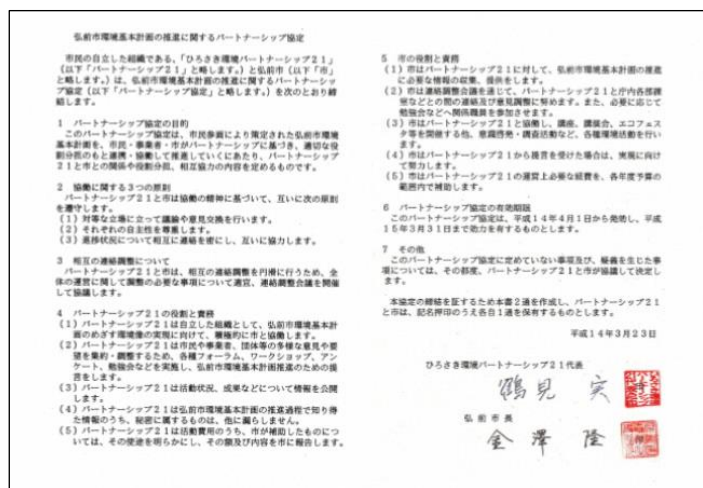 弘前市環境基本計画の推進に関するパートナーシップ協定
市民の自立した組織である、「ひろさき環境パートナーシップ21」
（以下「パートナーシップ21」と略します。）と弘前市（以下「市」
と略します。）は、弘前市環境基本計画の推進に関するパートナーシッ
プ協定（以下「パートナーシップ協定」と略します。）を次のとおり締
結します。
1 パートナーシップ協定の目的
このパートナーシップ協定は、市民参画により策定された弘前市環境
基本計画を、市民・事業者・市がパートナーシップに基づき、適切な役
割分担のもと連携・協働して推進していくにあたり、パートナーシップ
21と市との関係や役割分担、相互協力の内容を定めるものです。
2 協働に関する3つの原則
パートナーシップ21と市は協働の精神に基づいて、互いに次の原則
を遵守します。
（1）対等な立場に立って議論や意見交換を行います。
（2）それぞれの自主性を尊重します。
（3）進捗状況について相互に連絡を密にし、互いに協力します。
3 相互の連絡調整について
パートナーシップ21と市は、相互の連絡調整を円滑に行うため、全
体の運営に関して調整の必要な事項について適宜、連絡調整会議を開催
して協議します。
4 パートナーシップ21の役割と責務
（1）パートナーシップ21は自立した組織として、弘前市環境基本計
画のめざす環境像の実現に向けて、積極的に市と協働します。
（2）パートナーシップ21は市民や事業者、団体等の多様な意見や要
望を集約・調整するため、各種フォーラム、ワークショップ、アン
ケート、勉強会などを実施し、弘前市環境基本計画推進のための提
言をします。
（3）パートナーシップ21は活動状況、成果などについて情報を公開
します。
（4）パートナーシップ21は弘前市環境基本計画の推進過程で知り得
た情報のうち、秘密に属するものは、他に漏らしません。
（5）パートナーシップ21は活動費用のうち、市が補助したものにつ
いては、その使途を明らかにし、その額及び内容を市に報告します。
5 市の役割と責務
（1）市はパートナーシップ21に対して、弘前市環境基本計画の推進
に必要な情報の収集、提供をします。
（2）市は連絡調整会議を通じて、パートナーシップ21と庁内各部課
室などとの間の連絡及び意見調整に努めます。また、必要に応じて
勉強会などへ関係職員を参加させます。
（3）市はパートナーシップ21と協働し、講座、講演会、エコフェス
タ等を開催する他、意識啓発・調査活動など、各種環境活動を行い
ます。
（4）市はパートナーシップ21から提言を受けた場合は、実現に向け
て努力します。
（5）市はパートナーシップ21の運営上必要な経費を、各年度予算の
範囲内で補助します。
6 パートナーシップ協定の有効期限
このパートナーシップ協定は、平成14年4月1日から発効し、平成
15年3月31日まで効力を有するものとします。
7 その他
このパートナーシップ協定に定めていない事項及び、疑義を生じた事
項については、その都度、パートナーシップ21と市が協議して決定しま
す。
本協定の締結を証するため本書2通を作成し、パートナーシップ21
と市は、記名押印のうえ各自1通を保有するものとします。
平成14年3月23日
ひろさき環境パートナーシップ21代表
鶴見 実
弘前市長
金澤 隆